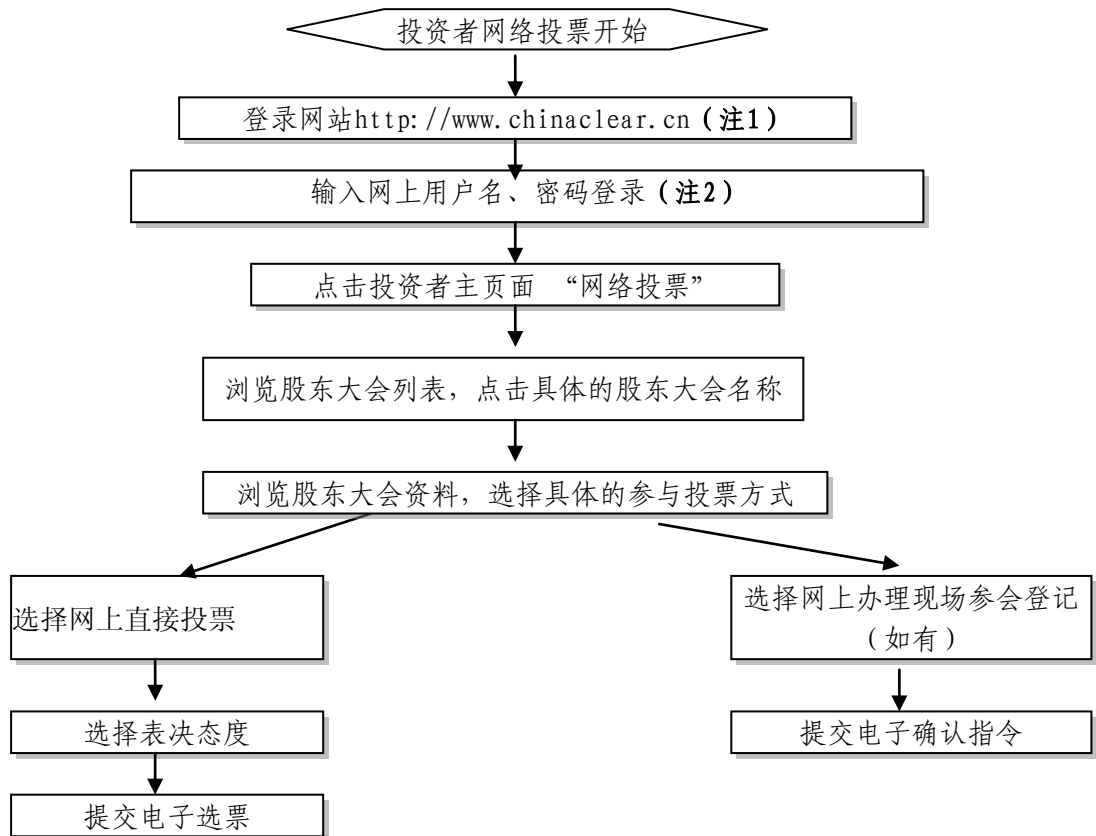 投资者网络投票开始
登录网站http://www.chinaclear.cn（注1）
输入网上用户名、密码登录（注2）
点击投资者主页面 “网络投票”
浏览股东大会列表，点击具体的股东大会名称
浏览股东大会资料，选择具体的参与投票方式
选择网上直接投票
选择表决态度
提交电子选票
选择网上办理现场参会登记
（如有）
提交电子确认指令